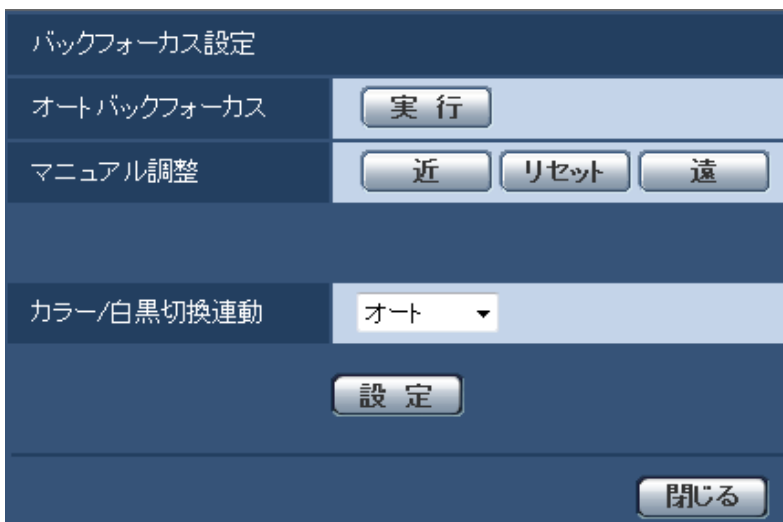 バックフォーカス設定
オートバックフォーカス 実 行
マニュアル調整 近 リセット 遠
カラー/白黒切換連動 オート
設 定
閉じる